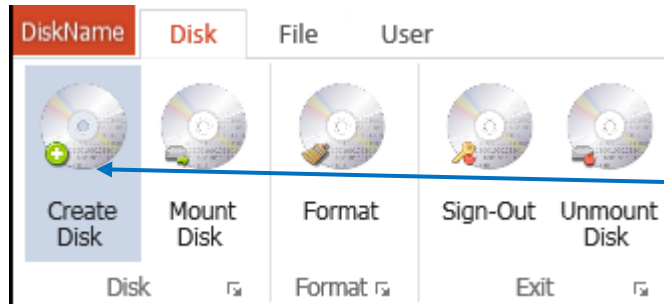 DiskName Disk File User
Create Disk
Mount Disk
Format
Sign-Out
Unmount Disk
Disk Format Exit